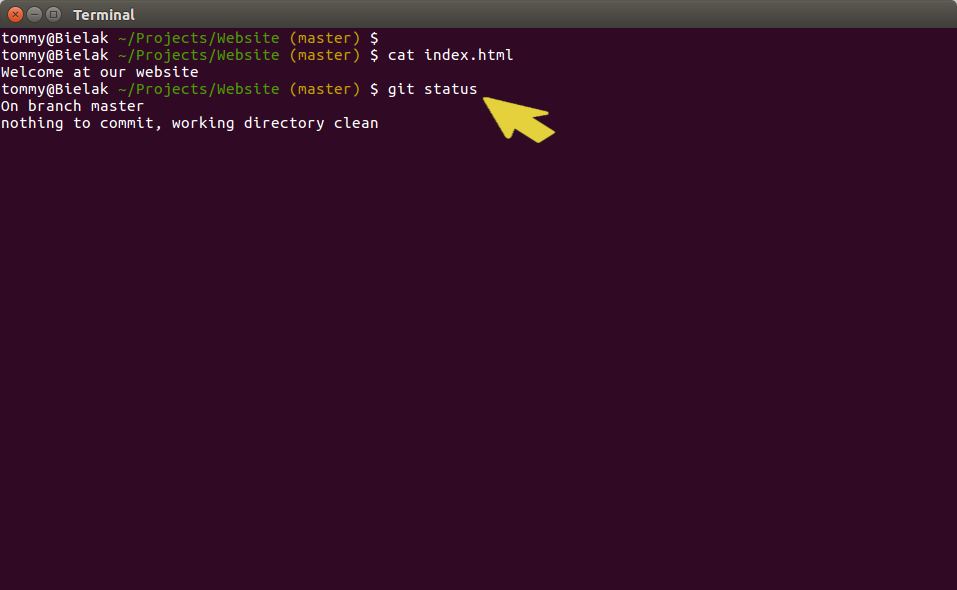 Terminal
tommy@Bielak ~/Projects/Website (master) $
tommy@Bielak ~/Projects/Website (master) $ cat index.html
Welcome at our website
tommy@Bielak ~/Projects/Website (master) $ git status
On branch master
nothing to commit, working directory clean